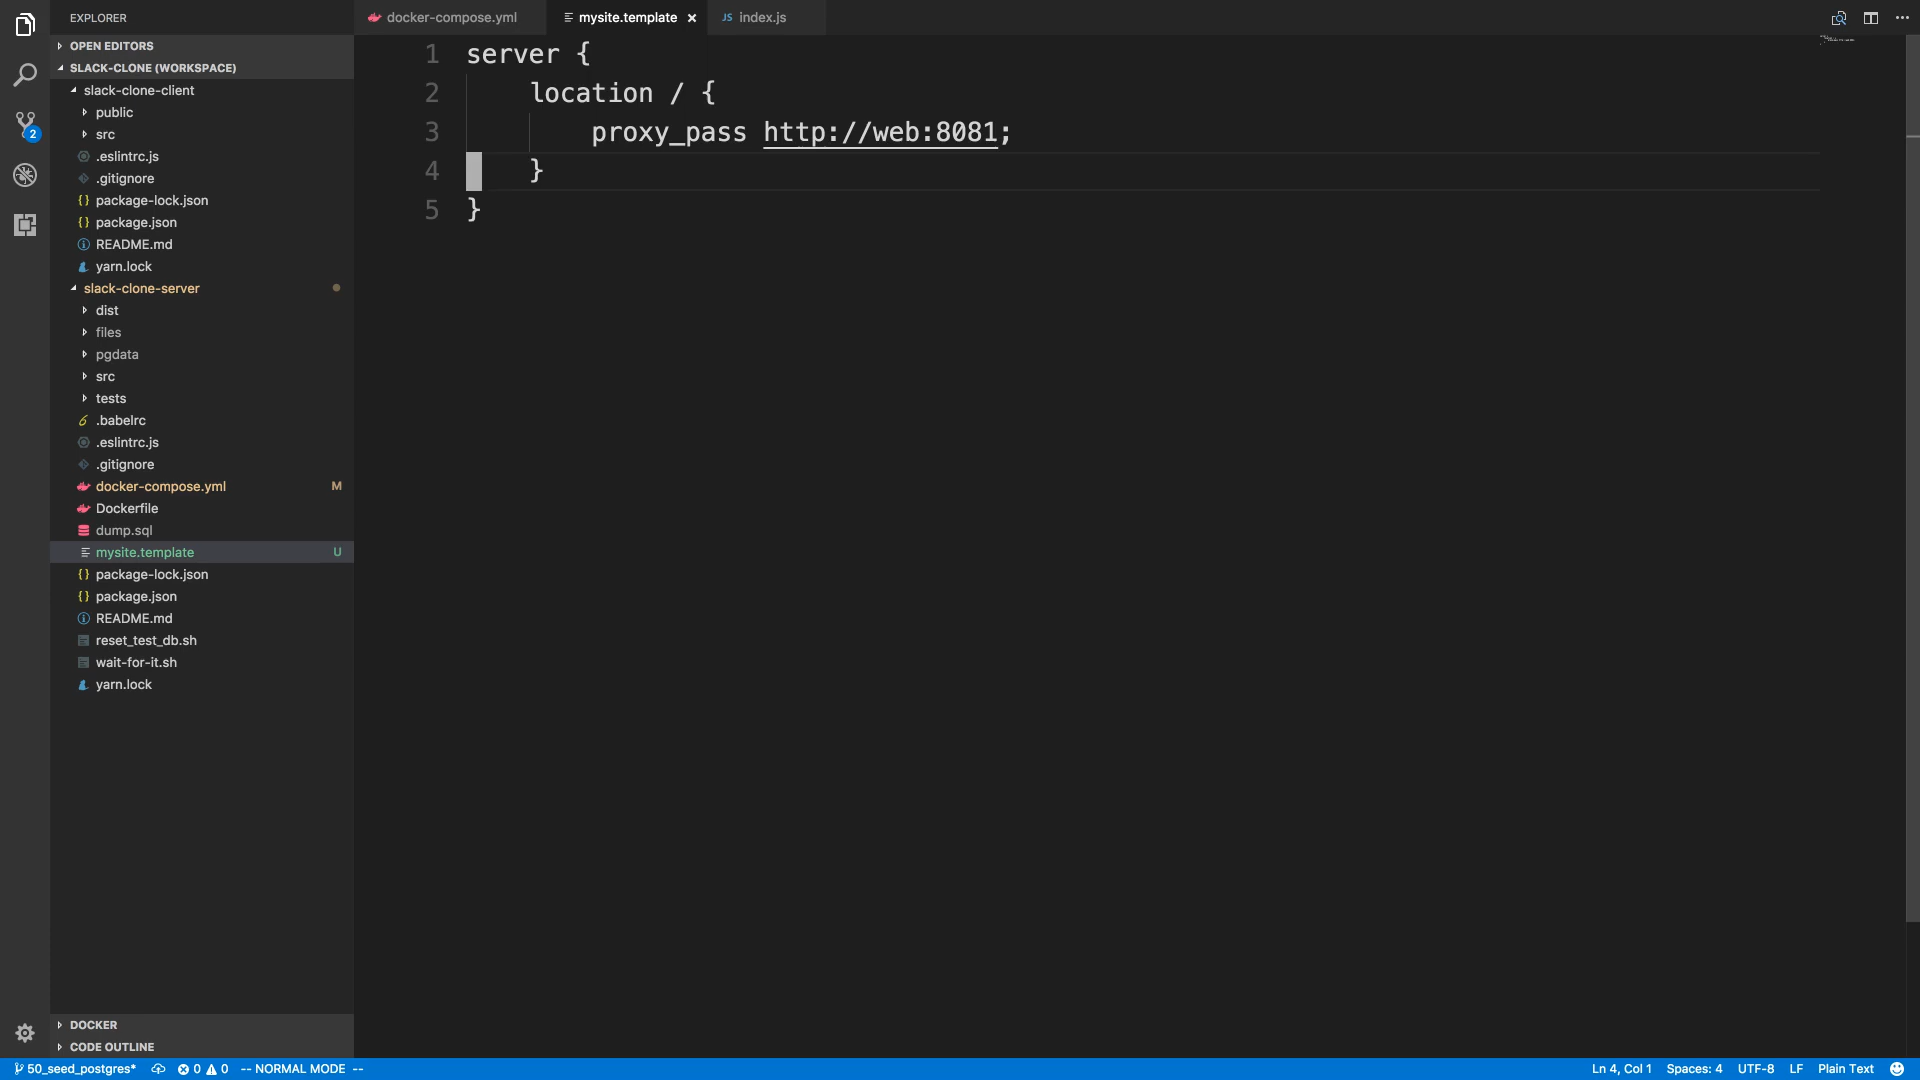 EXPLORER
docker-compose.yml
mysite.template
JS index.js
OPEN EDITORS
SLACK-CLONE (WORKSPACE)
slack-clone-client
public
src
.eslintrc.js
.gitignore
{} package-lock.json
{} package.json
README.md
yarn.lock
slack-clone-server
dist
files
pgdata
src
tests
.babelrc
.eslintrc.js
.gitignore
docker-compose.yml M
Dockerfile
dump.sql
mysite.template U
{} package-lock.json
{} package.json
README.md
reset_test_db.sh
wait-for-it.sh
yarn.lock
DOCKER
CODE OUTLINE
2
1 server {
2 location / {
3 proxy_pass http://web:8081;
4 }
5 }
50_seed_postgres* 0 0 -- NORMAL MODE -- Ln 4, Col 1 Spaces: 4 UTF-8 LF Plain Text